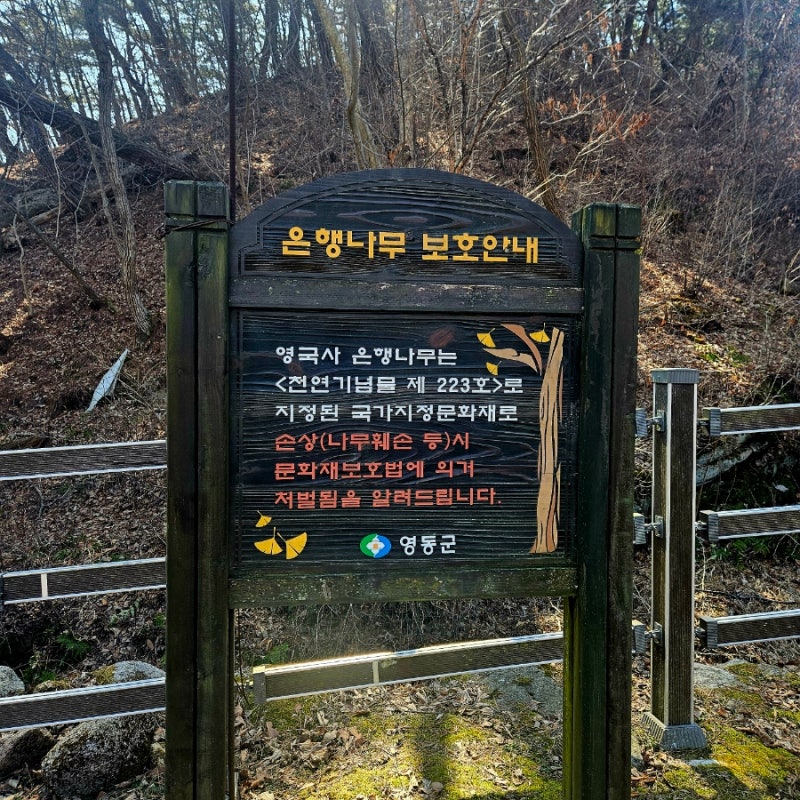 은행나무 보호안내
영국사 은행나무는
<천연기념물 제 223호>로
지정된 국가지정문화재로
손상(나무훼손 등)시
문화재보호법에 의거
처벌됨을 알려드립니다.
영동군